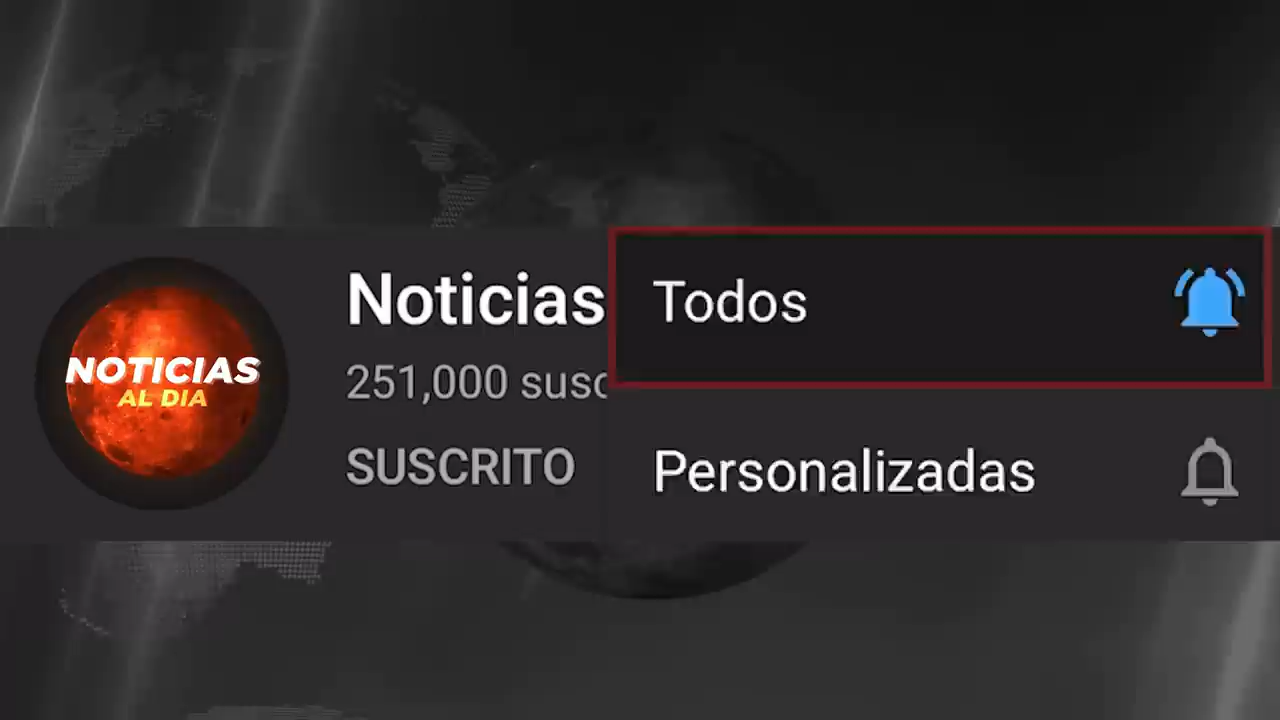 NOTICIAS
AL DIA
Noticias
251,000 susc
SUSCRITO
Todos
Personalizadas